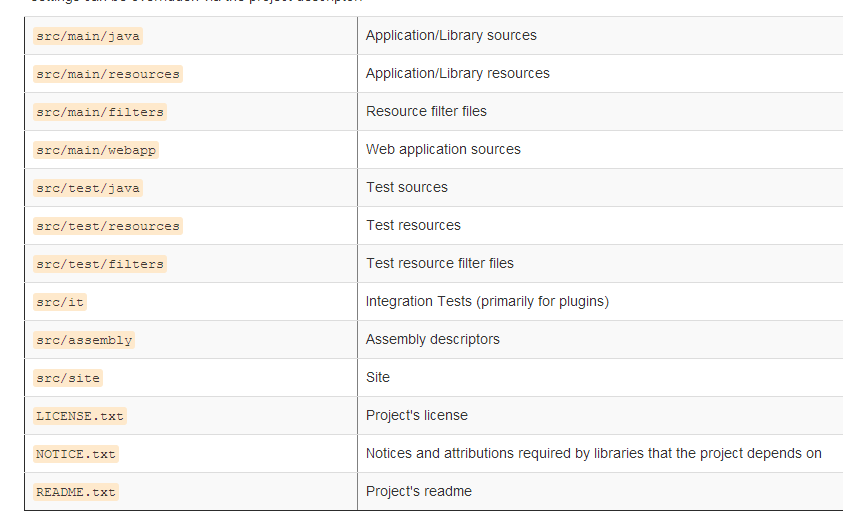 src/main/java Application/Library sources
src/main/resources Application/Library resources
src/main/filters Resource filter files
src/main/webapp Web application sources
src/test/java Test sources
src/test/resources Test resources
src/test/filters Test resource filter files
src/it Integration Tests (primarily for plugins)
src/assembly Assembly descriptors
src/site Site
LICENSE.txt Project's license
NOTICE.txt Notices and attributions required by libraries that the project depends on
README.txt Project's readme